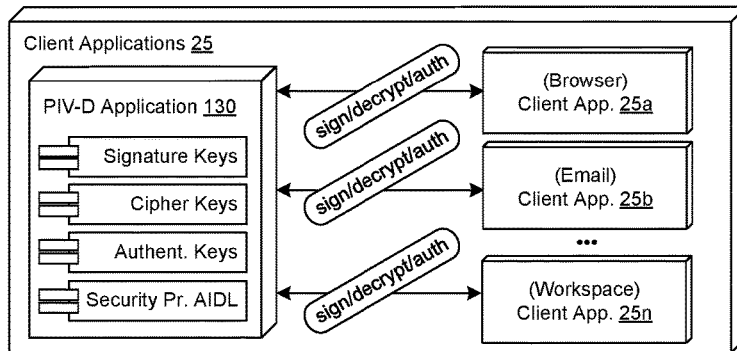 Client Applications 25
PIV-D Application 130
Signature Keys
Cipher Keys
Authent. Keys
Security Pr. AIDL
sign/decrypt/auth
sign/decrypt/auth
sign/decrypt/auth
(Browser)
Client App. 25a
(Email)
Client App. 25b
•••
(Workspace)
Client App. 25n